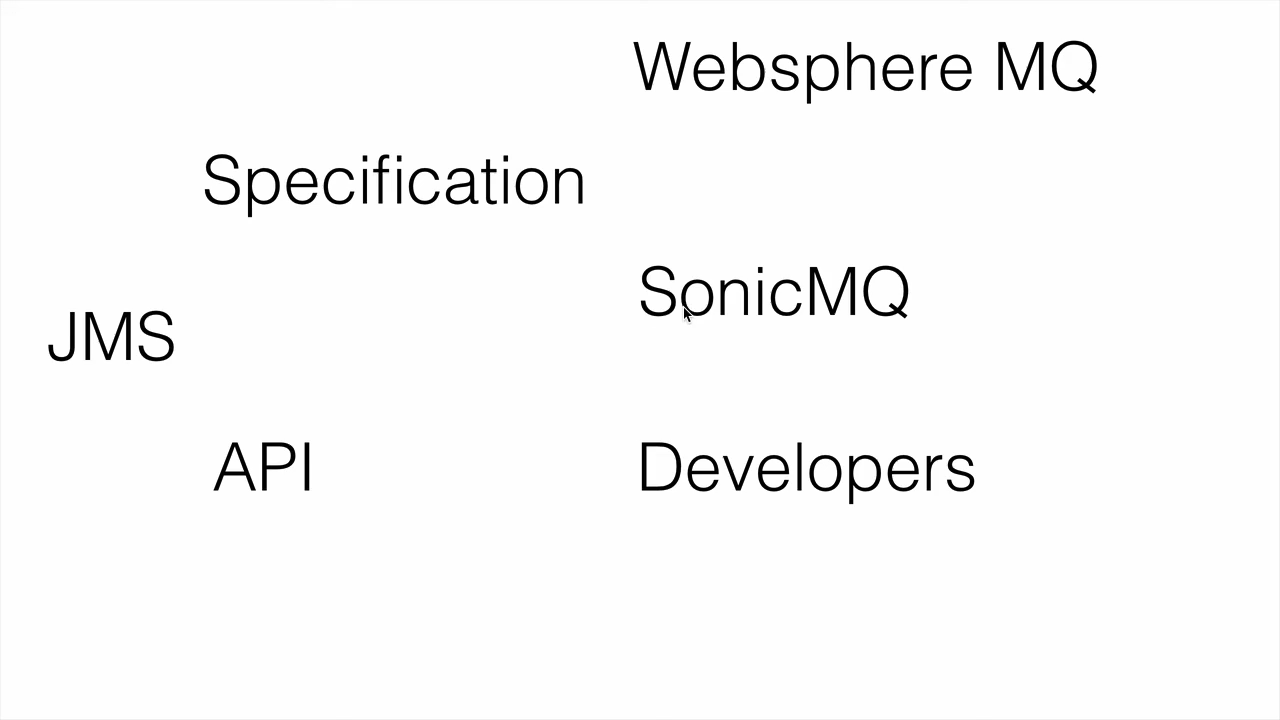 Websphere MQ
Specification
SonicMQ
JMS
API
Developers